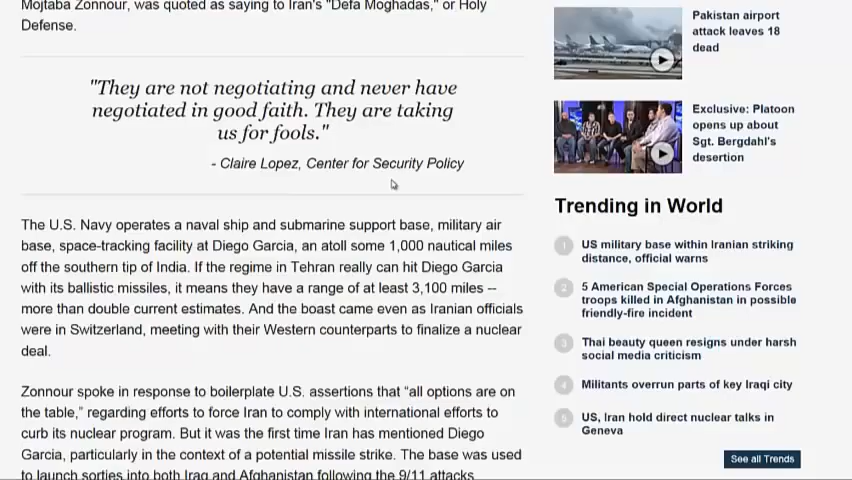 Mojtaba Zonnour, was quoted as saying to Iran's "Defa Moghadas," or Holy
Defense.
"They are not negotiating and never have
negotiated in good faith. They are taking
us for fools."
- Claire Lopez, Center for Security Policy
The U.S. Navy operates a naval ship and submarine support base, military air
base, space-tracking facility at Diego Garcia, an atoll some 1,000 nautical miles
off the southern tip of India. If the regime in Tehran really can hit Diego Garcia
with its ballistic missiles, it means they have a range of at least 3,100 miles --
more than double current estimates. And the boast came even as Iranian officials
were in Switzerland, meeting with their Western counterparts to finalize a nuclear
deal.
Zonnour spoke in response to boilerplate U.S. assertions that “all options are on
the table,” regarding efforts to force Iran to comply with international efforts to
curb its nuclear program. But it was the first time Iran has mentioned Diego
Garcia, particularly in the context of a potential missile strike. The base was used
to launch sorties into both Iraq and Afghanistan following the 9/11 attacks
Pakistan airport
attack leaves 18
dead
Exclusive: Platoon
opens up about
Sgt. Bergdahl's
desertion
Trending in World
1 US military base within Iranian striking
distance, official warns
2 5 American Special Operations Forces
troops killed in Afghanistan in possible
friendly-fire incident
3 Thai beauty queen resigns under harsh
social media criticism
4 Militants overrun parts of key Iraqi city
5 US, Iran hold direct nuclear talks in
Geneva
See all Trends